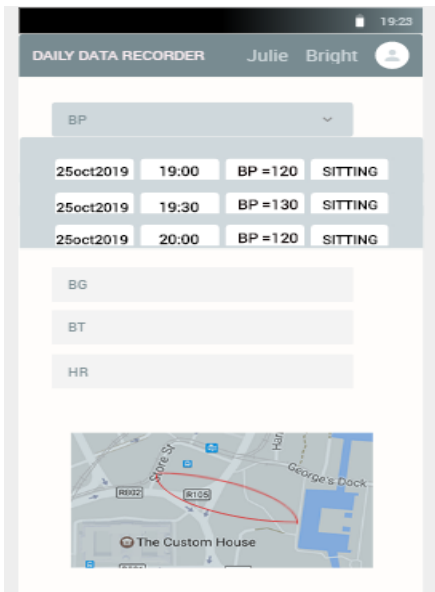 19:23
DAILY DATA RECORDER Julie Bright
BP
25oct2019 19:00 BP =120 SITTING
25oct2019 19:30 BP =130 SITTING
25oct2019 20:00 BP =120 SITTING
BG
BT
HR
Store St
George's Dock
R802
R105
The Custom House